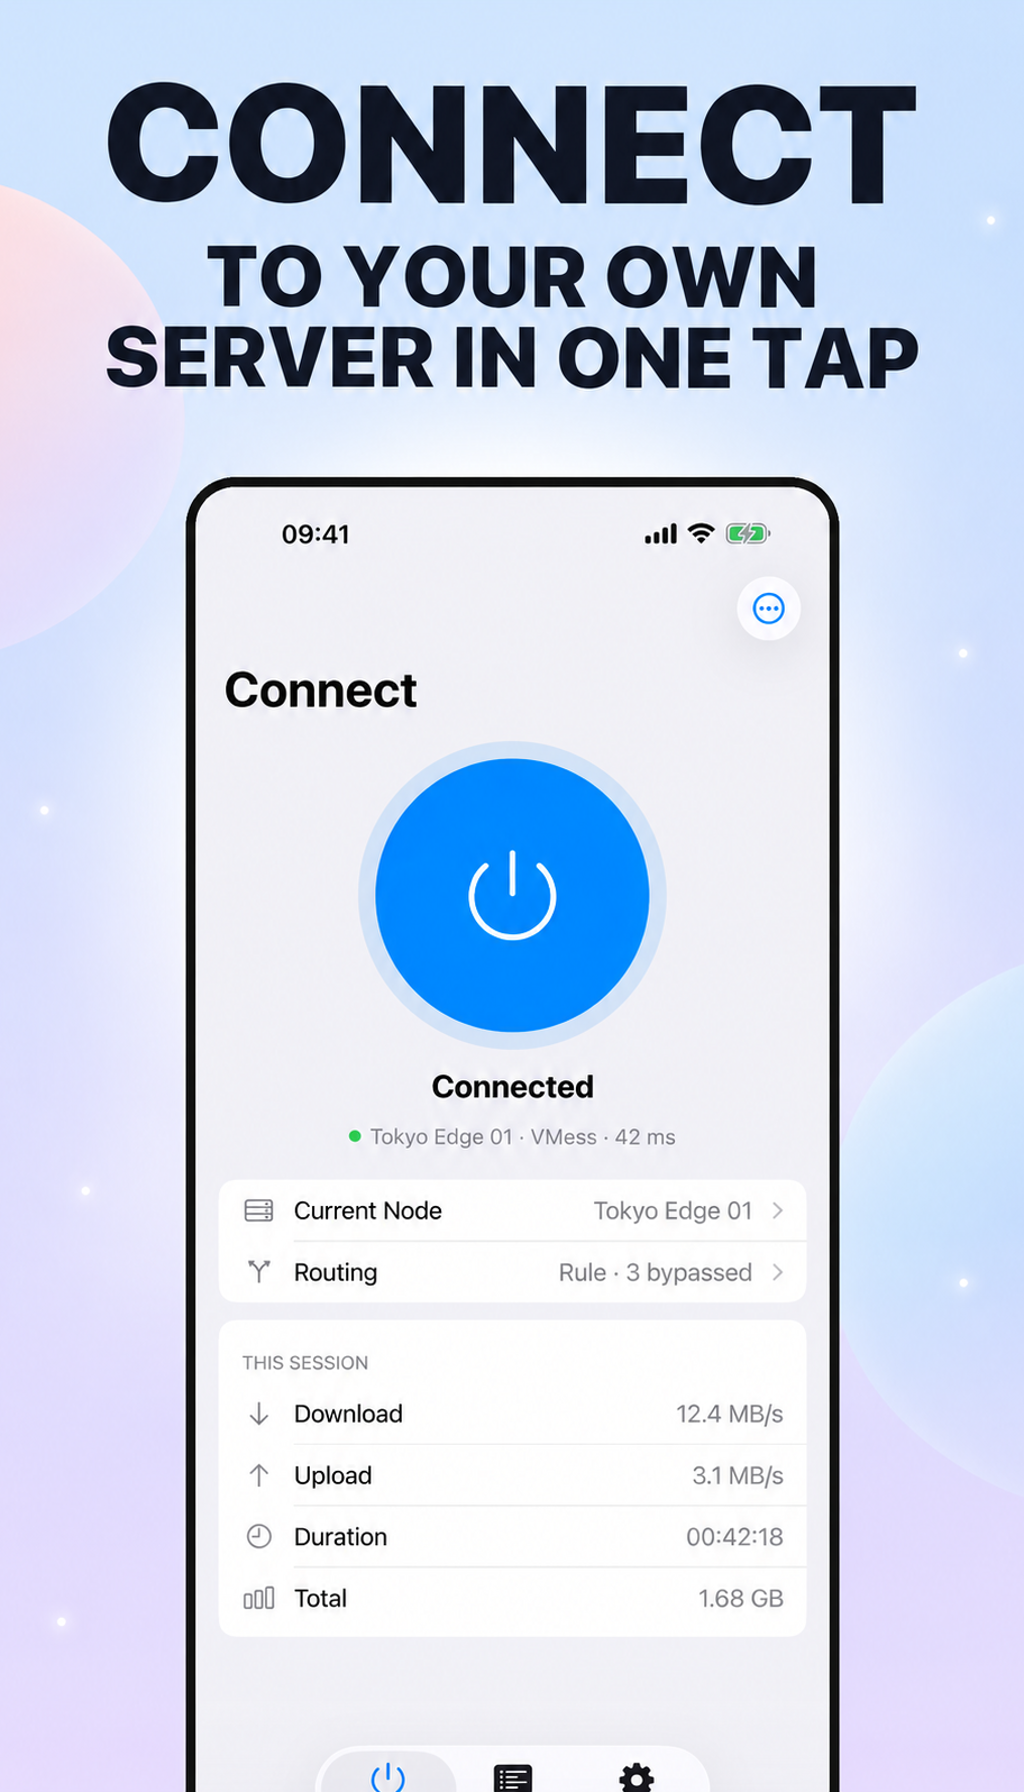 CONNECT
TO YOUR OWN
SERVER IN ONE TAP
09:41
Connect
Connected
Tokyo Edge 01 · VMess · 42 ms
Current Node Tokyo Edge 01
Routing Rule · 3 bypassed
THIS SESSION
Download 12.4 MB/s
Upload 3.1 MB/s
Duration 00:42:18
Total 1.68 GB